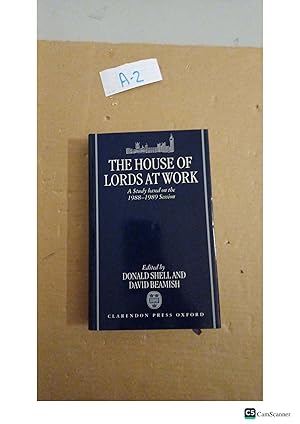 A-2
THE HOUSE OF
LORDS AT WORK
A Study based on the
1988–1989 Session
Edited by
DONALD SHELL AND
DAVID BEAMISH
CLARENDON PRESS OXFORD
CS CamScanner